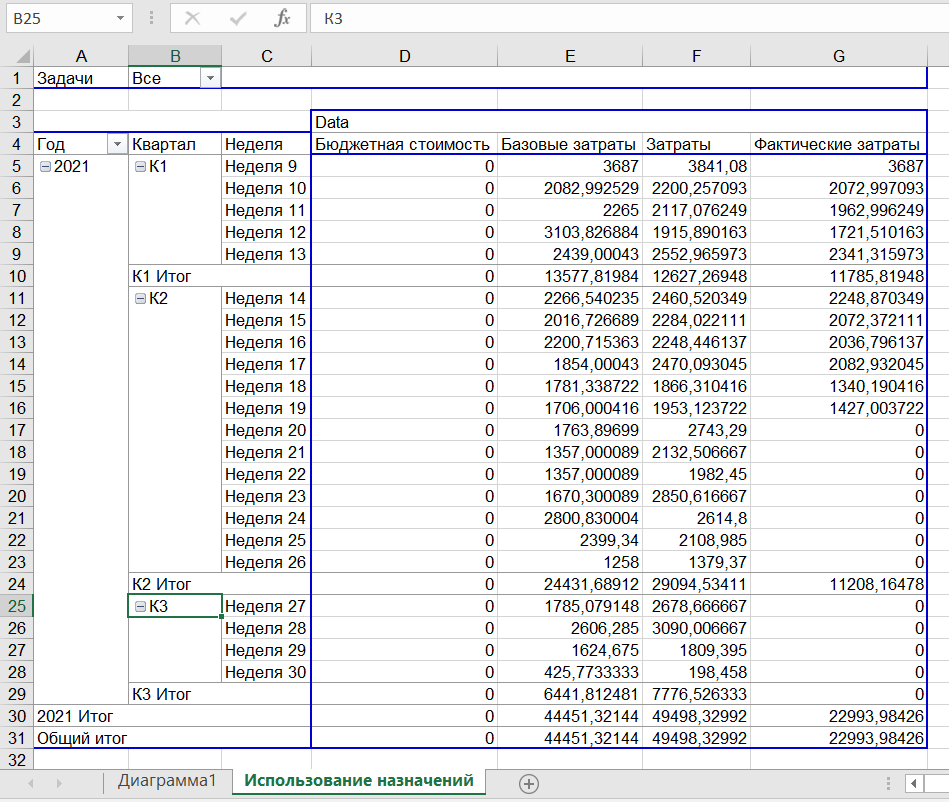 B25 fx К3
A B C D E F G
1 Задачи Все
2
3 Data
4 Год Квартал Неделя Бюджетная стоимость Базовые затраты Затраты Фактические затраты
5 2021 К1 Неделя 9 0 3687 3841,08 3687
6 Неделя 10 0 2082,992529 2200,257093 2072,997093
7 Неделя 11 0 2265 2117,076249 1962,996249
8 Неделя 12 0 3103,826884 1915,890163 1721,510163
9 Неделя 13 0 2439,00043 2552,965973 2341,315973
10 К1 Итог 0 13577,81984 12627,26948 11785,81948
11 К2 Неделя 14 0 2266,540235 2460,520349 2248,870349
12 Неделя 15 0 2016,726689 2284,022111 2072,372111
13 Неделя 16 0 2200,715363 2248,446137 2036,796137
14 Неделя 17 0 1854,00043 2470,093045 2082,932045
15 Неделя 18 0 1781,338722 1866,310416 1340,190416
16 Неделя 19 0 1706,000416 1953,123722 1427,003722
17 Неделя 20 0 1763,89699 2743,29 0
18 Неделя 21 0 1357,000089 2132,506667 0
19 Неделя 22 0 1357,000089 1982,45 0
20 Неделя 23 0 1670,300089 2850,616667 0
21 Неделя 24 0 2800,830004 2614,8 0
22 Неделя 25 0 2399,34 2108,985 0
23 Неделя 26 0 1258 1379,37 0
24 К2 Итог 0 24431,68912 29094,53411 11208,16478
25 К3 Неделя 27 0 1785,079148 2678,666667 0
26 Неделя 28 0 2606,285 3090,006667 0
27 Неделя 29 0 1624,675 1809,395 0
28 Неделя 30 0 425,7733333 198,458 0
29 К3 Итог 0 6441,812481 7776,526333 0
30 2021 Итог 0 44451,32144 49498,32992 22993,98426
31 Общий итог 0 44451,32144 49498,32992 22993,98426
32
Диаграмма1 Использование назначений